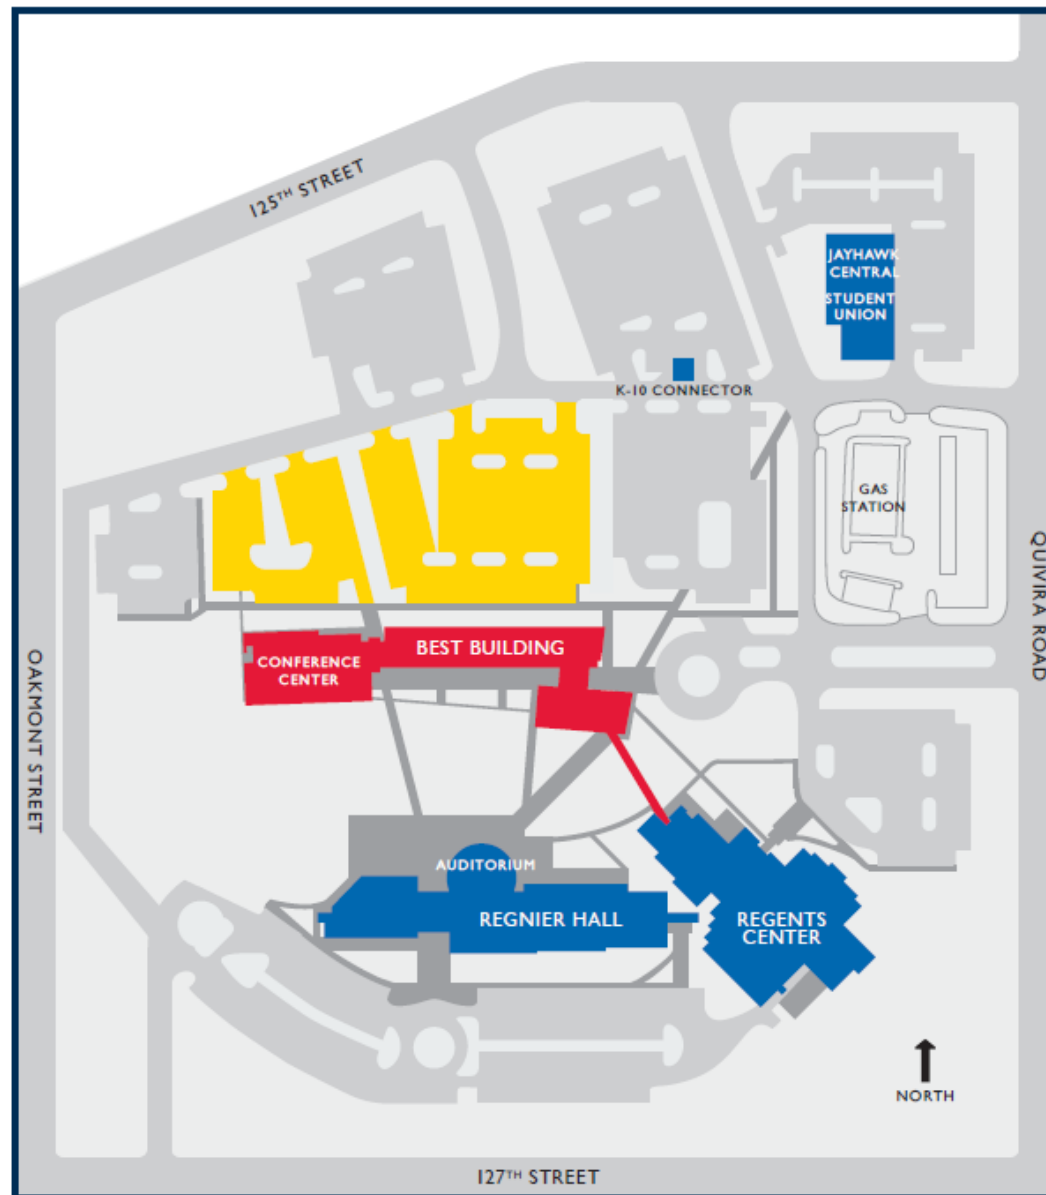 125TH STREET
JAYHAWK
CENTRAL
STUDENT
UNION
K-10 CONNECTOR
GAS
STATION
QUIVIRA ROAD
BEST BUILDING
CONFERENCE
CENTER
OAKMONT STREET
AUDITORIUM
REGNIER HALL
REGENTS
CENTER
NORTH
127TH STREET